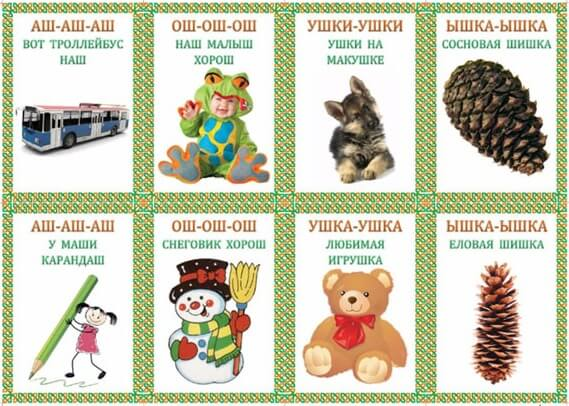 АШ-АШ-АШ
ВОТ ТРОЛЛЕЙБУС
НАШ
ОШ-ОШ-ОШ
НАШ МАЛЫШ
ХОРОШ
УШКИ-УШКИ
УШКИ НА
МАКУШКЕ
ЫШКА-ЫШКА
СОСНОВАЯ ШИШКА
АШ-АШ-АШ
У МАШИ
КАРАНДАШ
ОШ-ОШ-ОШ
СНЕГОВИК ХОРОШ
УШКА-УШКА
ЛЮБИМАЯ
ИГРУШКА
ЫШКА-ЫШКА
ЕЛОВАЯ ШИШКА